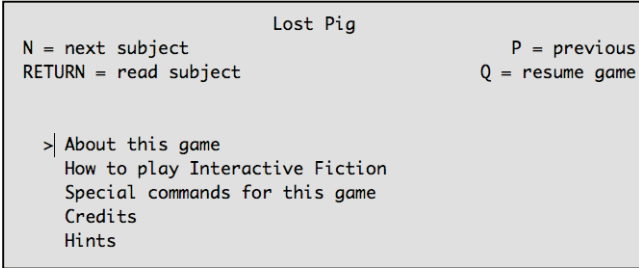 Lost Pig
N = next subject P = previous
RETURN = read subject Q = resume game
> About this game
How to play Interactive Fiction
Special commands for this game
Credits
Hints